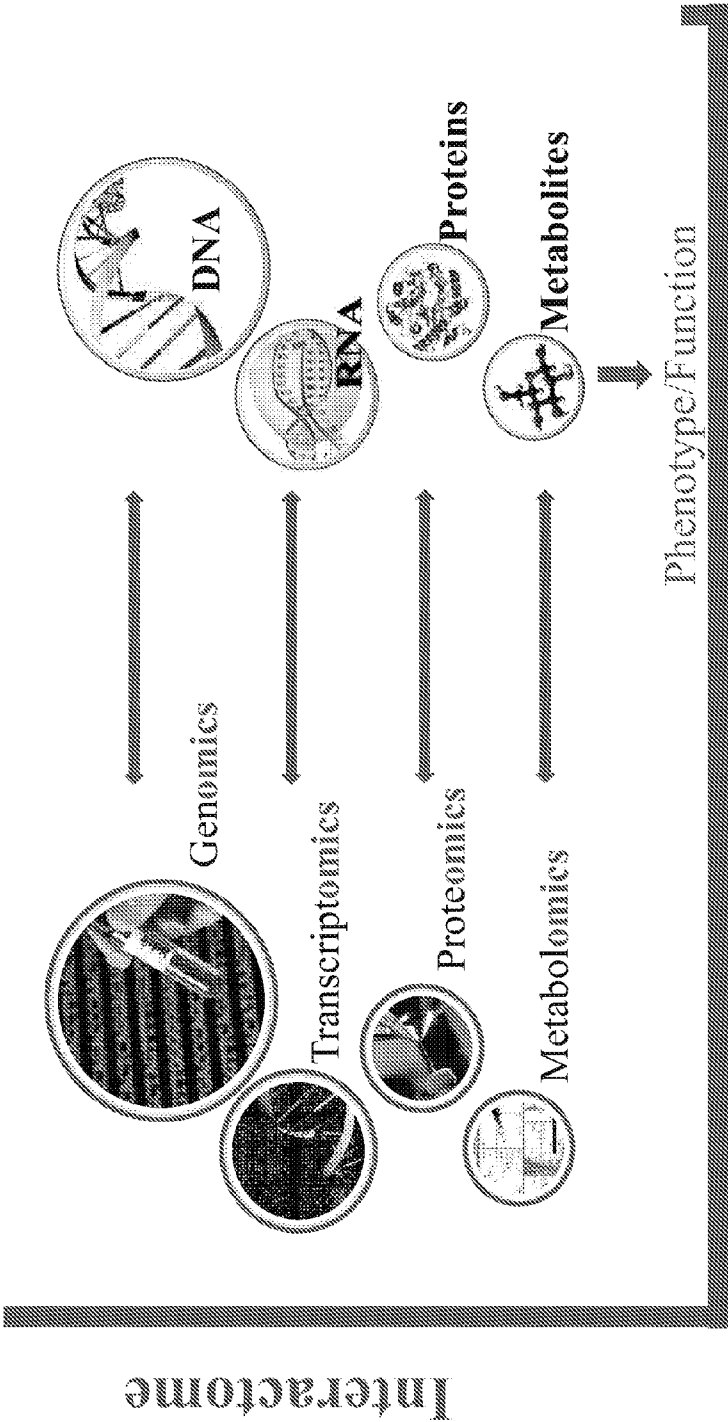 Interactome
Genomics
DNA
Transcriptomics
RNA
Proteomics
Proteins
Metabolomics
Metabolites
Phenotype/Function